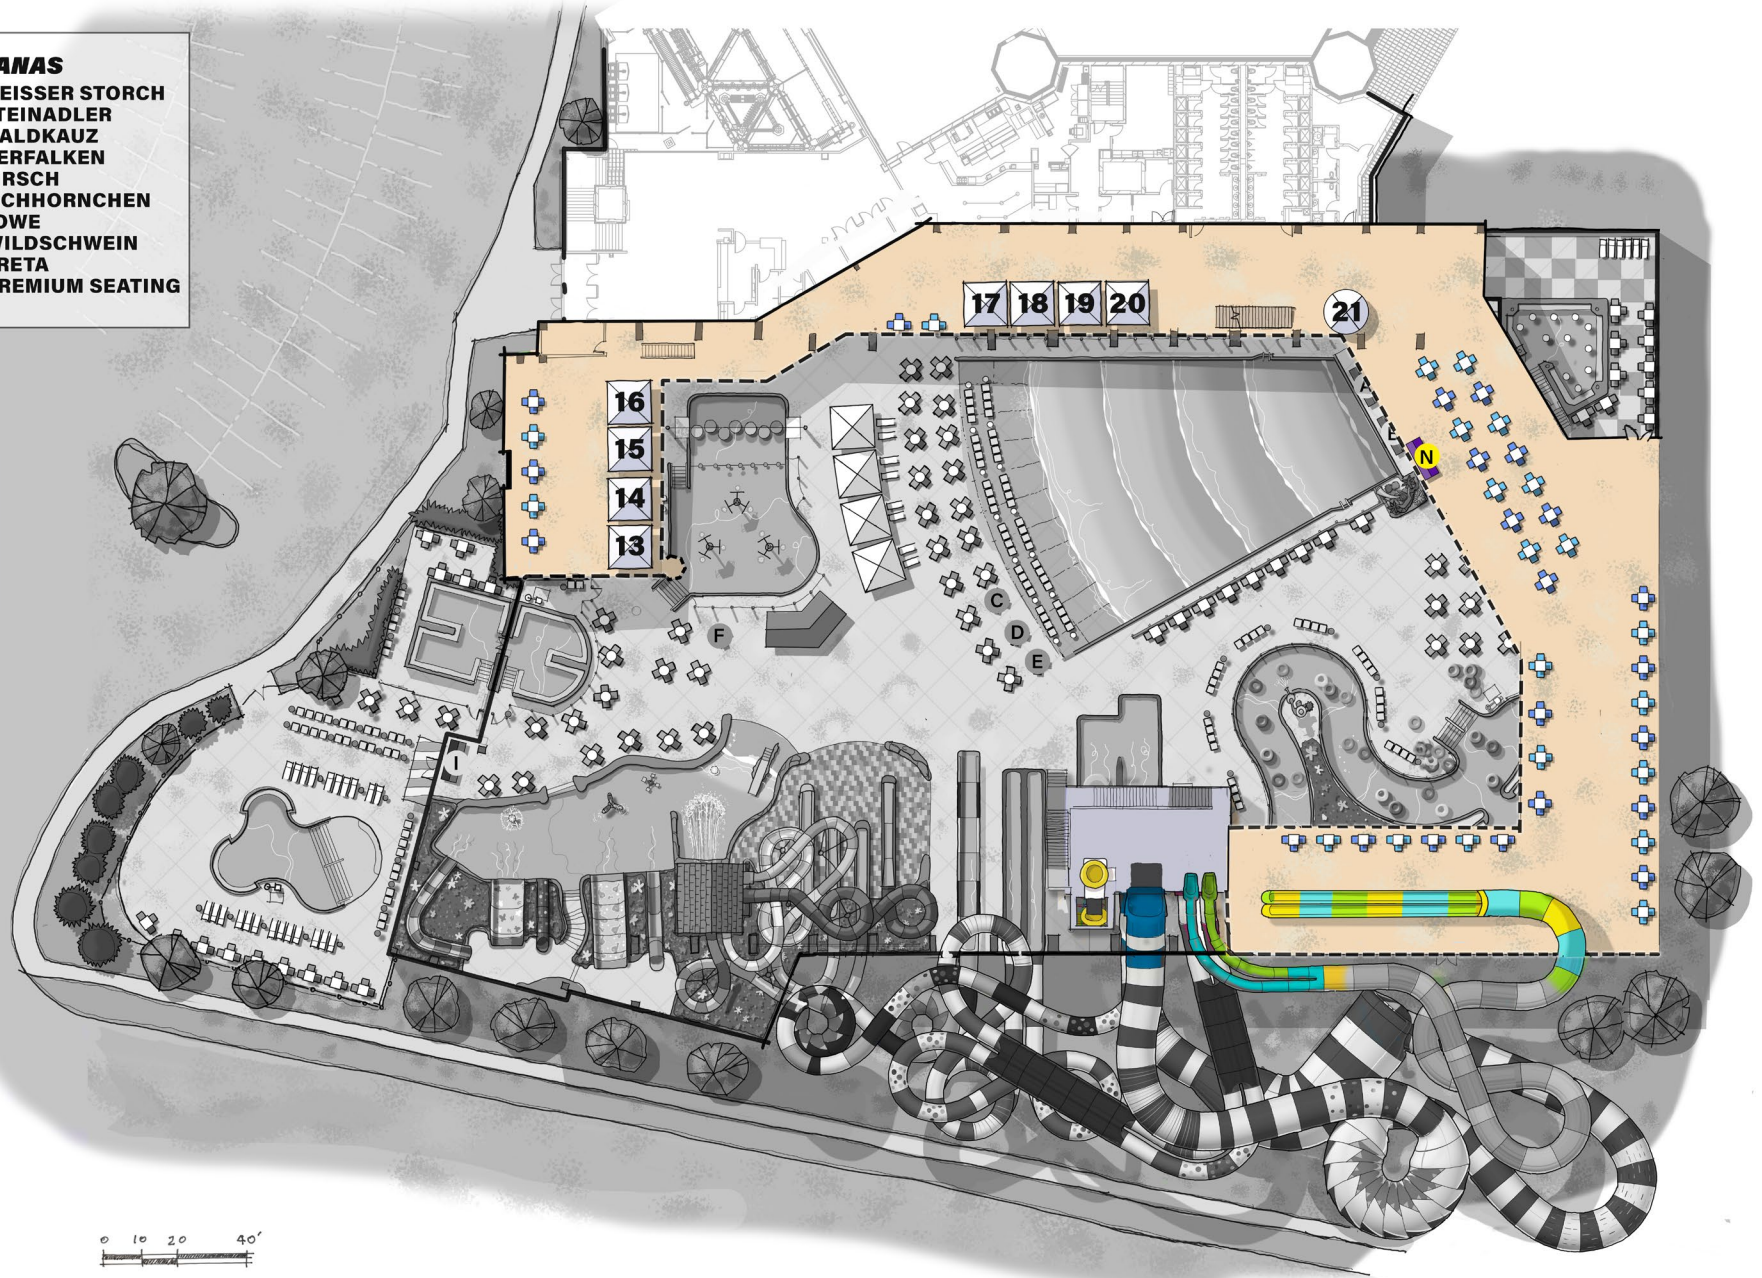 ANAS
EISSER STORCH
TEINADLER
ALDKAUZ
ERFALKEN
RSCH
CHHORNCHEN
OWE
WILDSCHWEIN
RETA
REMIUM SEATING
17 18 19 20
21
16
15
14
13
A
E
N
C
D
E
F
I
0 10 20 40'